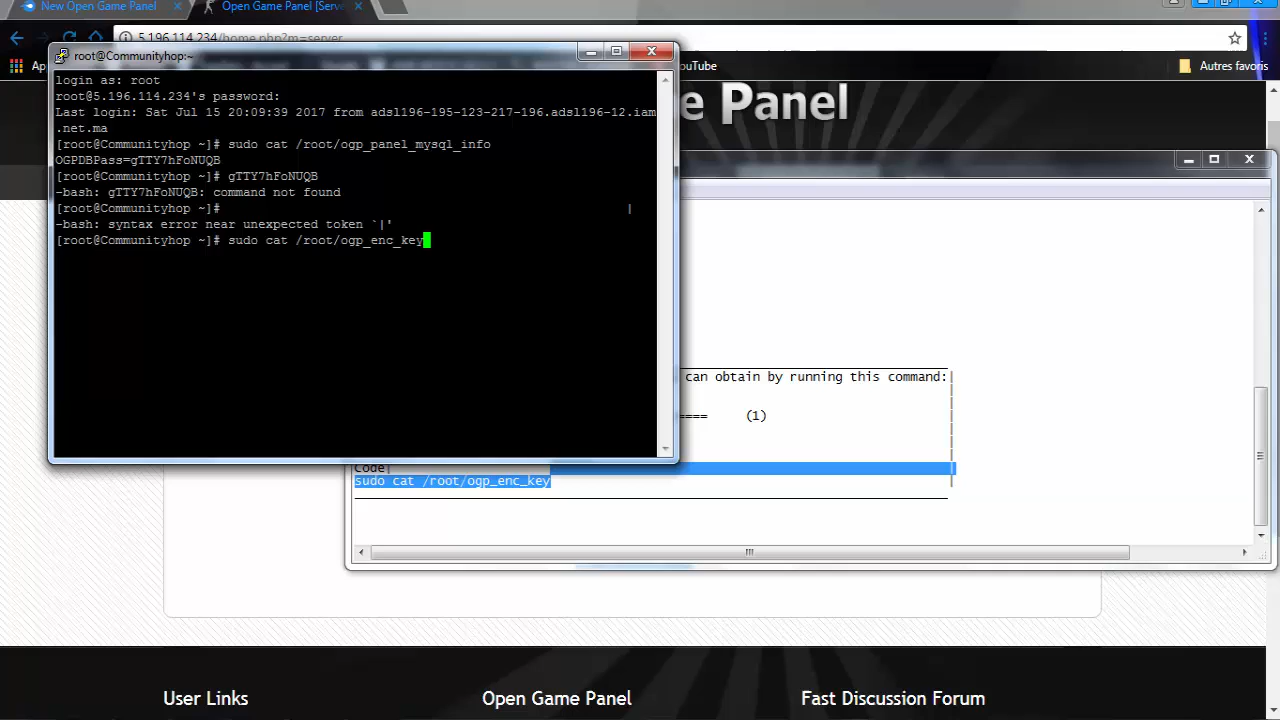 New Open Game Panel
Open Game Panel [Serve
5.196.114.234/home.php?m=server
Autres favoris
root@Communityhop:~
YouTube
e Panel
login as: root
root@5.196.114.234's password:
Last login: Sat Jul 15 20:09:39 2017 from adsl196-195-123-217-196.adsl196-12.iam
.net.ma
[root@Communityhop ~]# sudo cat /root/ogp_panel_mysql_info
OGPDBPass=gTTY7hFoNUQB
[root@Communityhop ~]# gTTY7hFoNUQB
-bash: gTTY7hFoNUQB: command not found
[root@Communityhop ~]# |
-bash: syntax error near unexpected token `|'
[root@Communityhop ~]# sudo cat /root/ogp_enc_key
can obtain by running this command:|
==== (1) |
Code|
sudo cat /root/ogp_enc_key |
User Links
Open Game Panel
Fast Discussion Forum